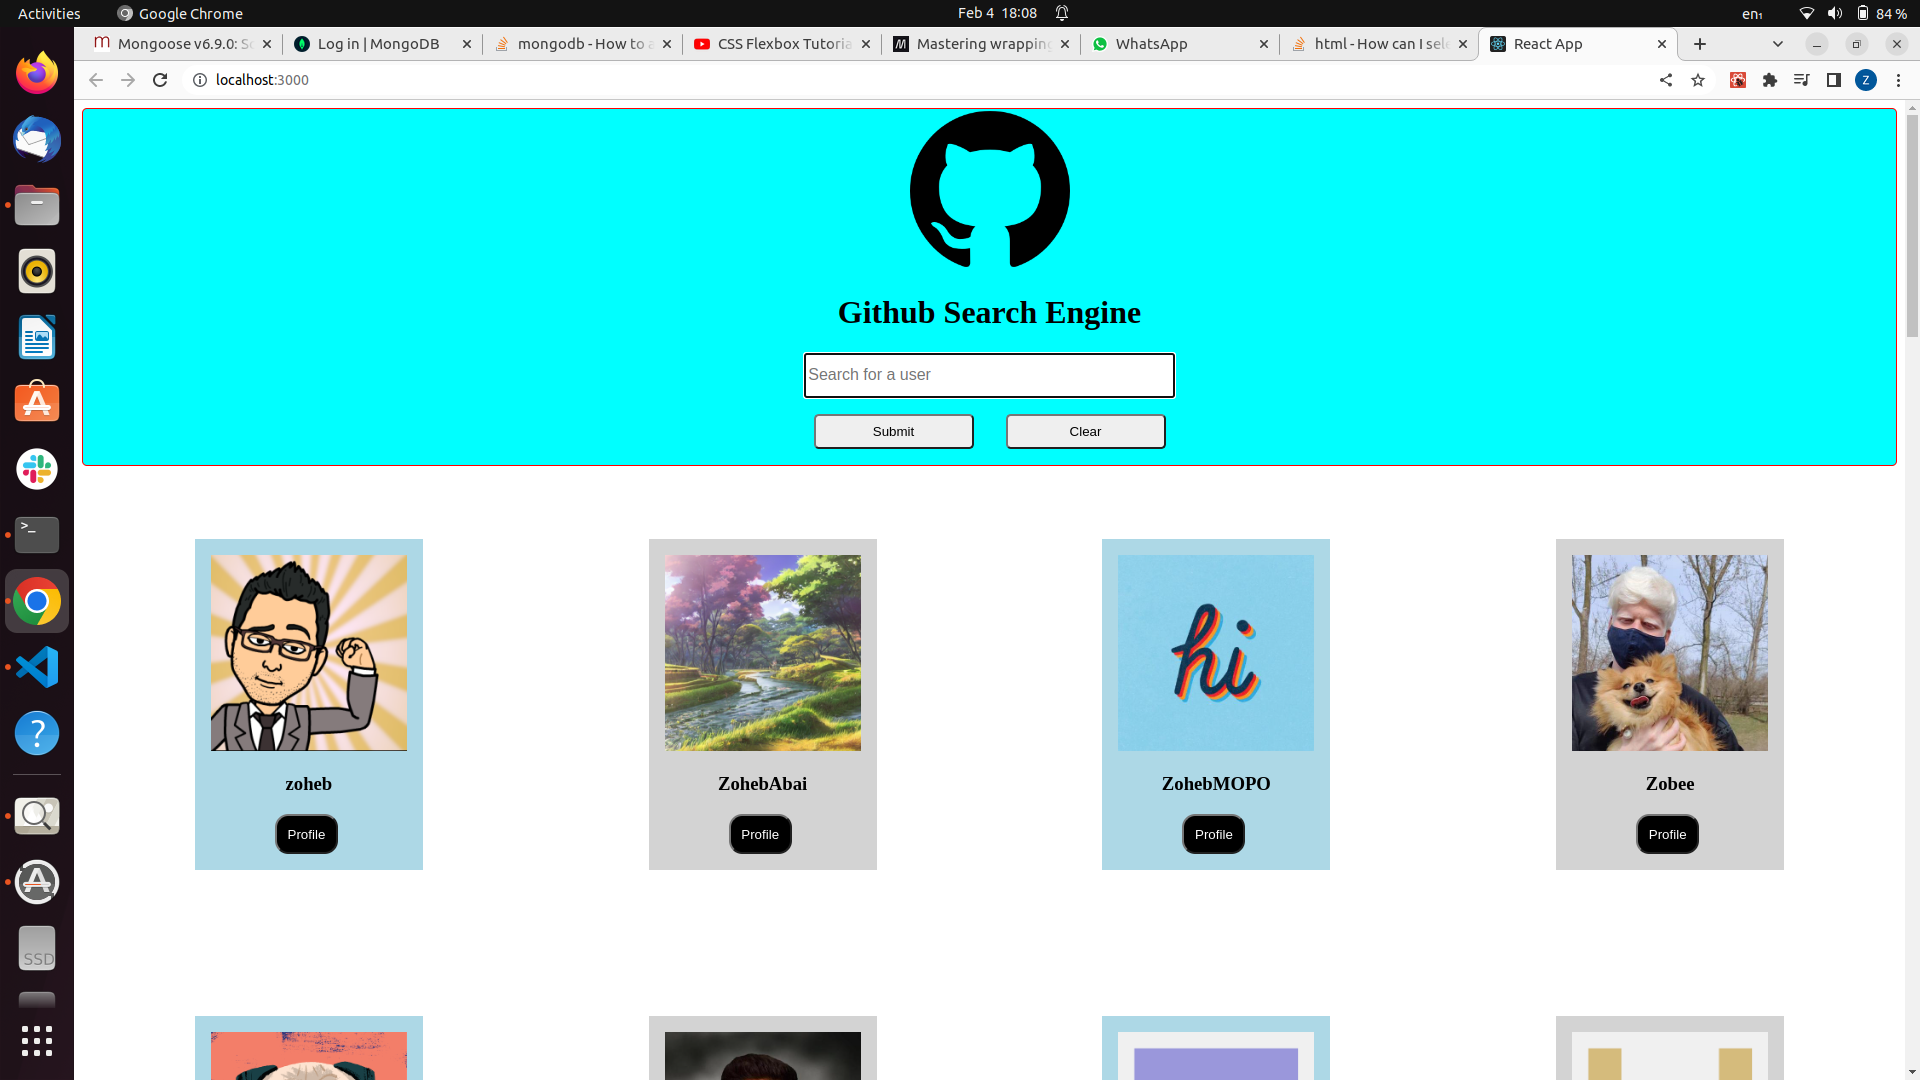 Activities
Google Chrome
Feb 4 18:08
en₁
84 %
Mongoose v6.9.0: Sc
Log in | MongoDB
mongodb - How to a
CSS Flexbox Tutoria
Mastering wrapping
WhatsApp
html - How can I sele
React App
localhost:3000
Z
Github Search Engine
Search for a user
Submit
Clear
hi
zoheb
ZohebAbai
ZohebMOPO
Zobee
Profile
Profile
Profile
Profile
SSD